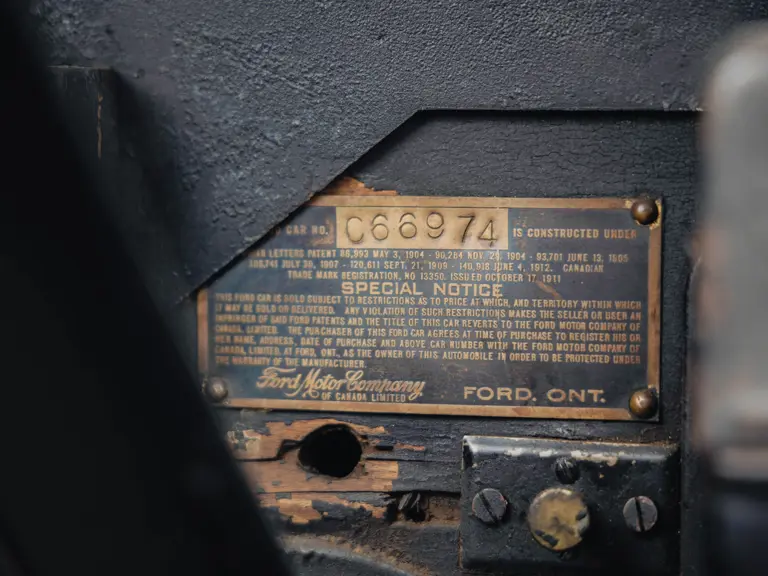 CAR NO. C66974 IS CONSTRUCTED UNDER
LETTERS PATENT 86,993 MAY 3, 1904 - 90,284 NOV. 29, 1904 - 93,701 JUNE 13, 1905
JULY 30, 1907 - 120,611 SEPT. 21, 1909 - 140,918 JUNE 4, 1912. CANADIAN
TRADE MARK REGISTRATION, NO 13350. ISSUED OCTOBER 17, 1911
SPECIAL NOTICE
THIS FORD CAR IS SOLD SUBJECT TO RESTRICTIONS AS TO PRICE AT WHICH, AND TERRITORY WITHIN WHICH
IT MAY BE SOLD OR DELIVERED. ANY VIOLATION OF SUCH RESTRICTIONS MAKES THE SELLER OR USER AN
INFRINGER OF SAID FORD PATENTS AND THE TITLE OF THIS CAR REVERTS TO THE FORD MOTOR COMPANY OF
CANADA, LIMITED. THE PURCHASER OF THIS FORD CAR AGREES AT TIME OF PURCHASE TO REGISTER HIS OR
HER NAME, ADDRESS, DATE OF PURCHASE AND ABOVE CAR NUMBER WITH THE FORD MOTOR COMPANY OF
CANADA, LIMITED, AT FORD, ONT., AS THE OWNER OF THIS AUTOMOBILE IN ORDER TO BE PROTECTED UNDER
WARRANTY OF THE MANUFACTURER.
Ford Motor Company
OF CANADA LIMITED
FORD. ONT.